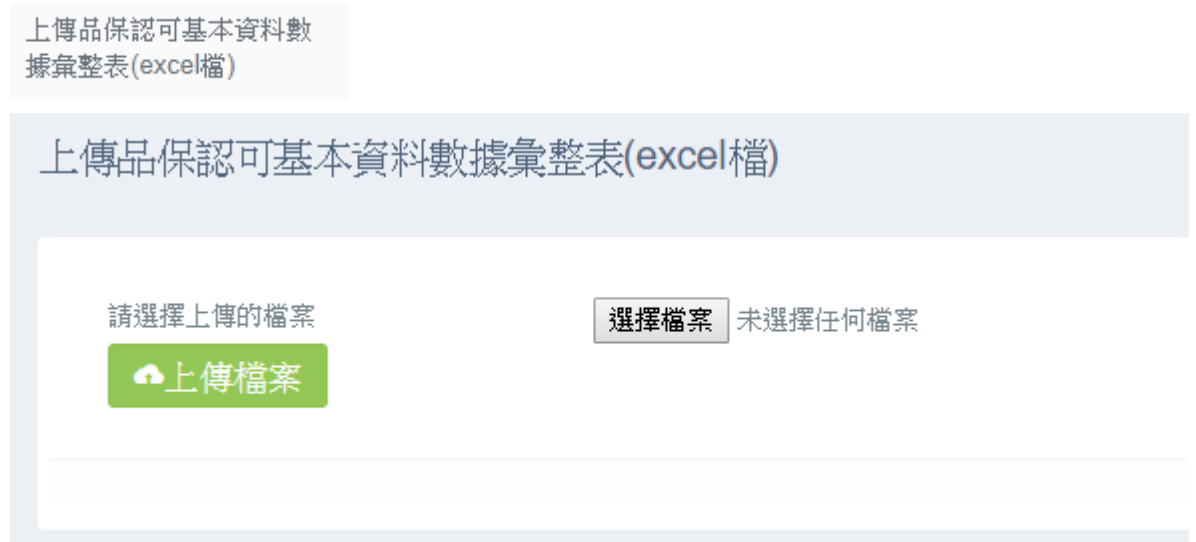 上傳品保認可基本資料數
據彙整表(excel檔)
上傳品保認可基本資料數據彙整表(excel檔)
請選擇上傳的檔案
選擇檔案 未選擇任何檔案
上傳檔案